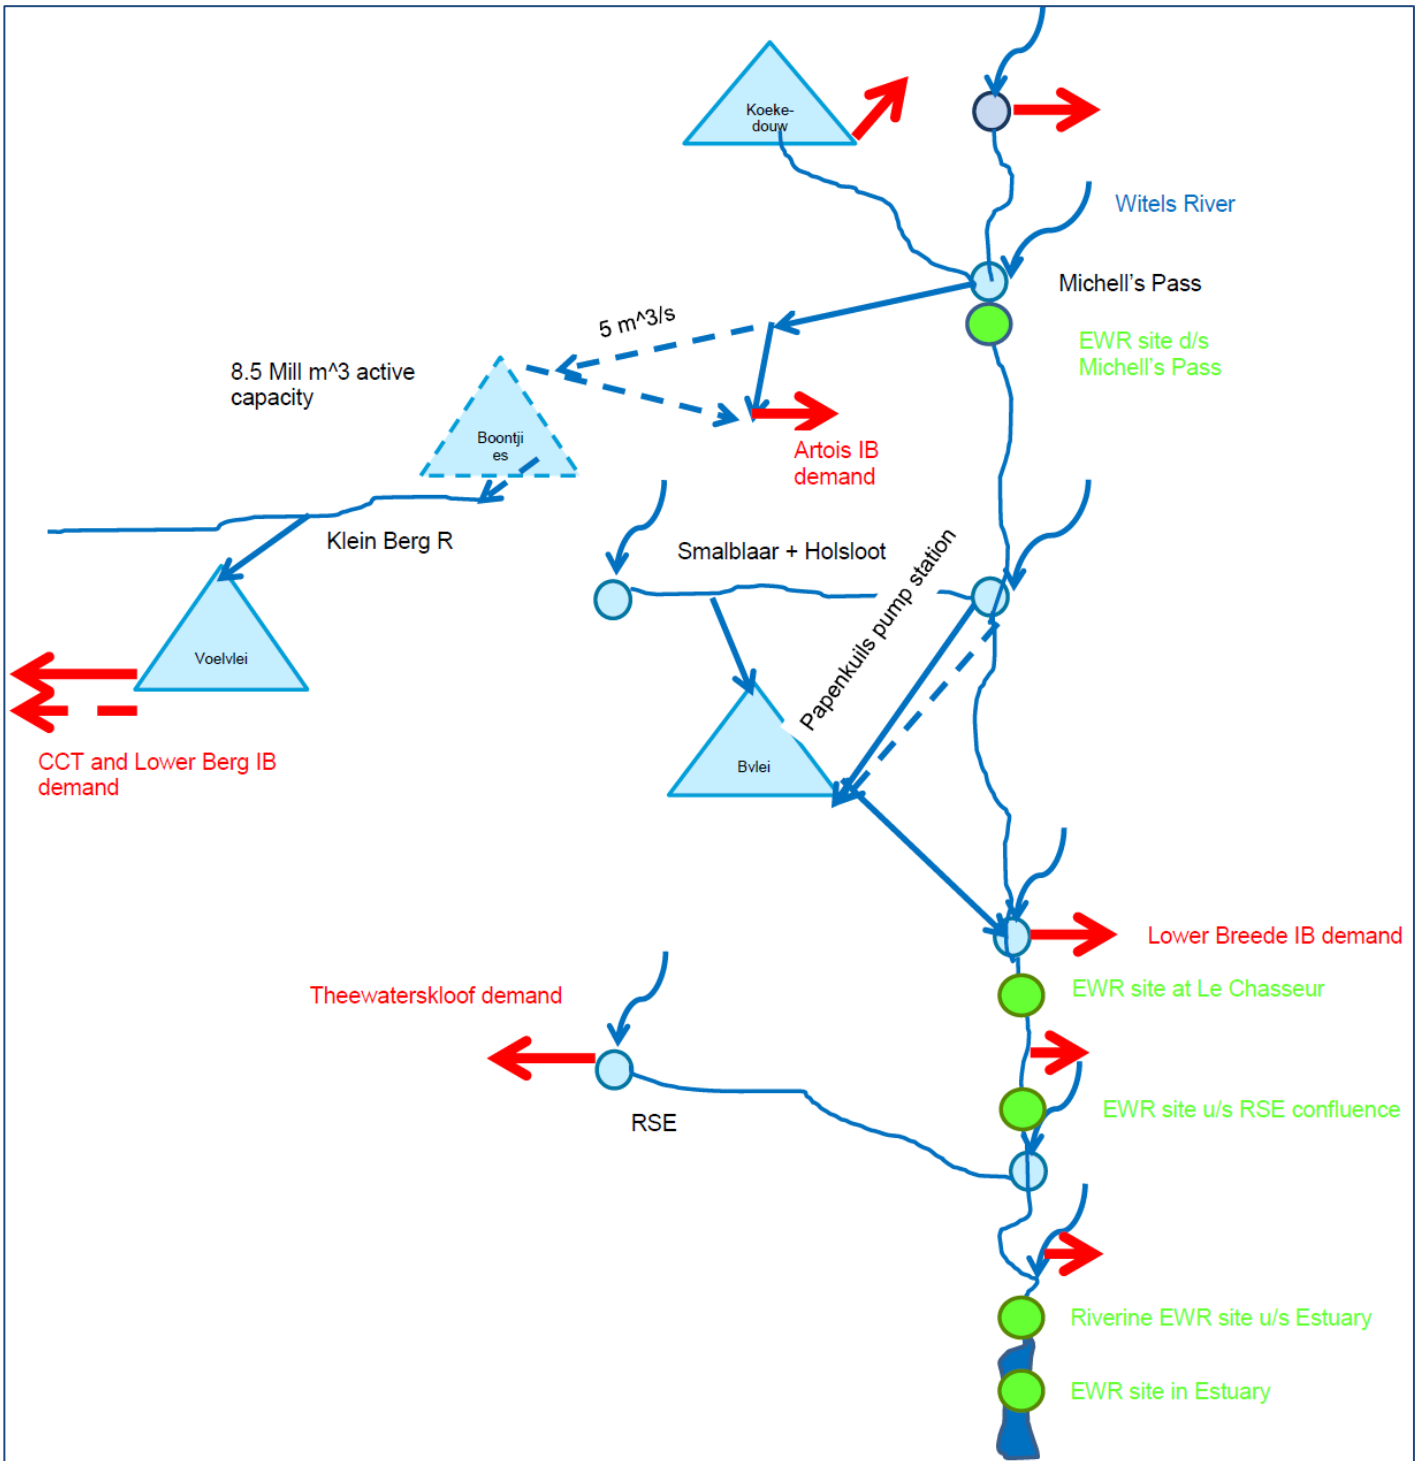 Koeke-
douw
Witels River
Michell's Pass
5 m^3/s
EWR site d/s
Michell's Pass
8.5 Mill m^3 active
capacity
Boontji
es
Artois IB
demand
Klein Berg R
Smalblaar + Holsloot
Papenkuils pump station
Voelvlei
Bvlei
CCT and Lower Berg IB
demand
Lower Breede IB demand
Theewaterskloof demand
EWR site at Le Chasseur
RSE
EWR site u/s RSE confluence
Riverine EWR site u/s Estuary
EWR site in Estuary